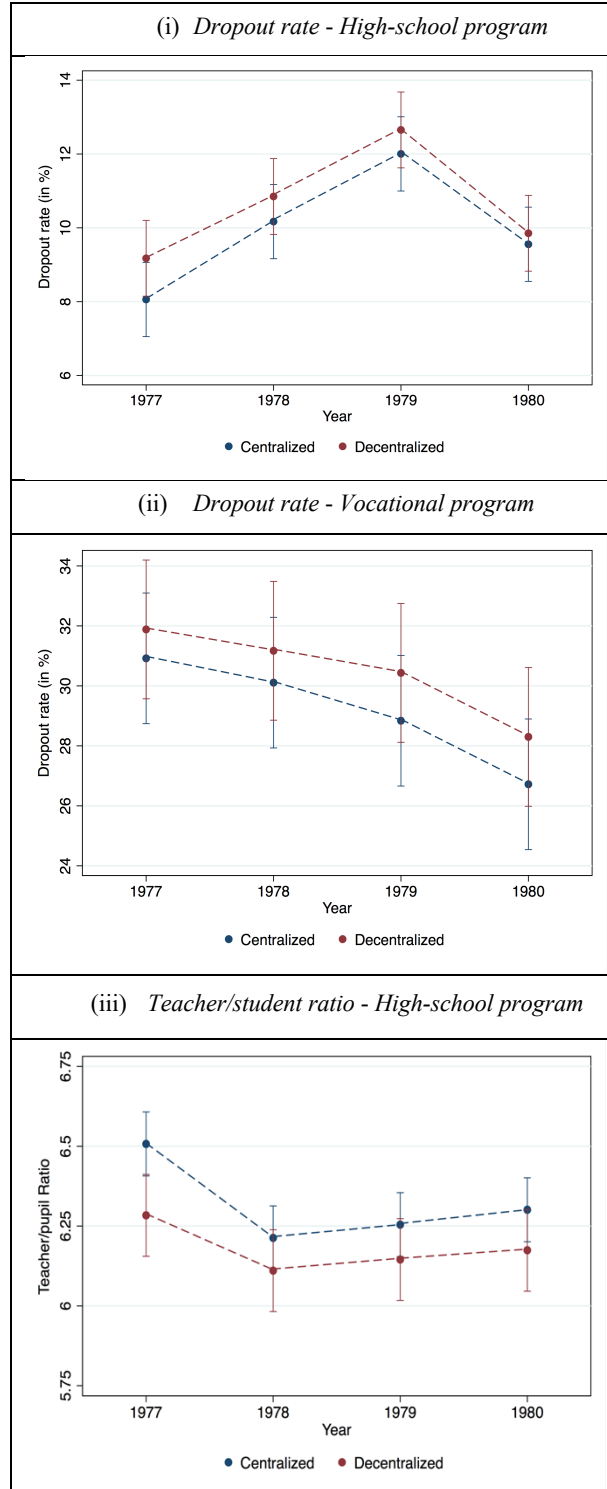 (i) Dropout rate - High-school program
Dropout rate (in %)
14
12
10
8
6
1977 1978 1979 1980
Year
Centralized Decentralized
(ii) Dropout rate - Vocational program
Dropout rate (in %)
34
32
30
28
26
24
1977 1978 1979 1980
Year
Centralized Decentralized
(iii) Teacher/student ratio - High-school program
Teacher/pupil Ratio
6.75
6.5
6.25
6
5.75
1977 1978 1979 1980
Year
Centralized Decentralized